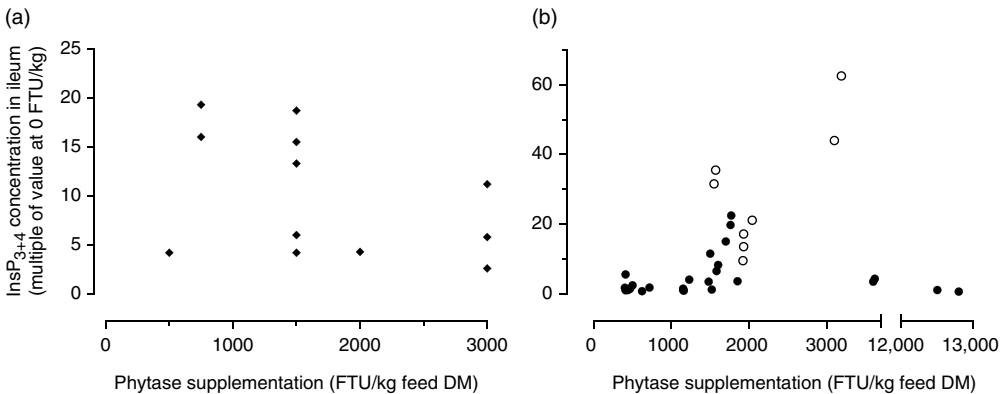 (a)
InsP3+4 concentration in ileum
(multiple of value at 0 FTU/kg)
25
20
15
10
5
0
0 1000 2000 3000
Phytase supplementation (FTU/kg feed DM)
(b)
60
40
20
0
0 1000 2000 3000 12,000 13,000
Phytase supplementation (FTU/kg feed DM)